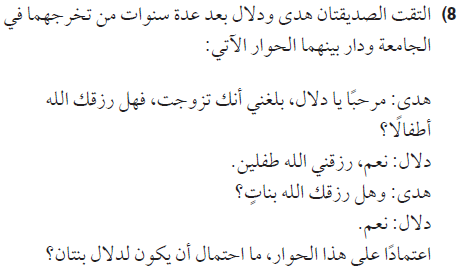 8) التقت الصديقتان هدى ودلال بعد عدة سنوات من تخرجهما في
الجامعة ودار بينهما الحوار الآتي:
هدى: مرحبًا يا دلال، بلغني أنك تزوجت، فهل رزقك الله
أطفالًا؟
دلال: نعم، رزقني الله طفلين.
هدى: وهل رزقك الله بناتٍ؟
دلال: نعم.
اعتمادًا على هذا الحوار، ما احتمال أن يكون لدلال بنتان؟